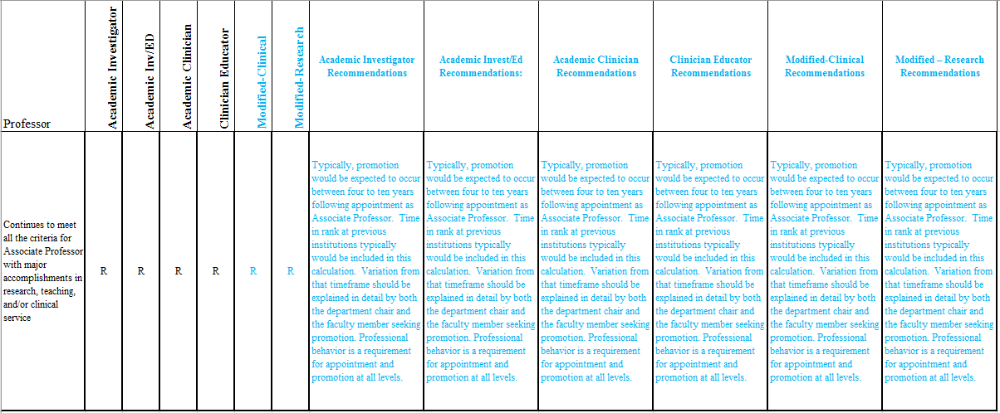 Professor
Academic Investigator
Academic Inv/ED
Academic Clinician
Clinician Educator
Modified-Clinical
Modified-Research
Academic Investigator
Recommendations
Academic Invest/Ed
Recommendations:
Academic Clinician
Recommendations
Clinician Educator
Recommendations
Modified-Clinical
Recommendations
Modified – Research
Recommendations
Continues to meet
all the criteria for
Associate Professor
with major
accomplishments in
research, teaching,
and/or clinical
service
R
R
R
R
R
R
Typically, promotion
would be expected to occur
between four to ten years
following appointment as
Associate Professor.  Time
in rank at previous
institutions typically
would be included in this
calculation.  Variation from
that timeframe should be
explained in detail by both
the department chair and
the faculty member seeking
promotion. Professional
behavior is a requirement
for appointment and
promotion at all levels.
Typically, promotion
would be expected to occur
between four to ten years
following appointment as
Associate Professor.  Time
in rank at previous
institutions typically
would be included in this
calculation.  Variation from
that timeframe should be
explained in detail by both
the department chair and
the faculty member seeking
promotion. Professional
behavior is a requirement
for appointment and
promotion at all levels.
Typically, promotion
would be expected to occur
between four to ten years
following appointment as
Associate Professor.  Time
in rank at previous
institutions typically
would be included in this
calculation.  Variation from
that timeframe should be
explained in detail by both
the department chair and
the faculty member seeking
promotion. Professional
behavior is a requirement
for appointment and
promotion at all levels.
Typically, promotion
would be expected to occur
between four to ten years
following appointment as
Associate Professor.  Time
in rank at previous
institutions typically
would be included in this
calculation.  Variation from
that timeframe should be
explained in detail by both
the department chair and
the faculty member seeking
promotion. Professional
behavior is a requirement
for appointment and
promotion at all levels.
Typically, promotion
would be expected to occur
between four to ten years
following appointment as
Associate Professor.  Time
in rank at previous
institutions typically
would be included in this
calculation.  Variation from
that timeframe should be
explained in detail by both
the department chair and
the faculty member seeking
promotion. Professional
behavior is a requirement
for appointment and
promotion at all levels.
Typically, promotion
would be expected to occur
between four to ten years
following appointment as
Associate Professor.  Time
in rank at previous
institutions typically
would be included in this
calculation.  Variation from
that timeframe should be
explained in detail by both
the department chair and
the faculty member seeking
promotion. Professional
behavior is a requirement
for appointment and
promotion at all levels.